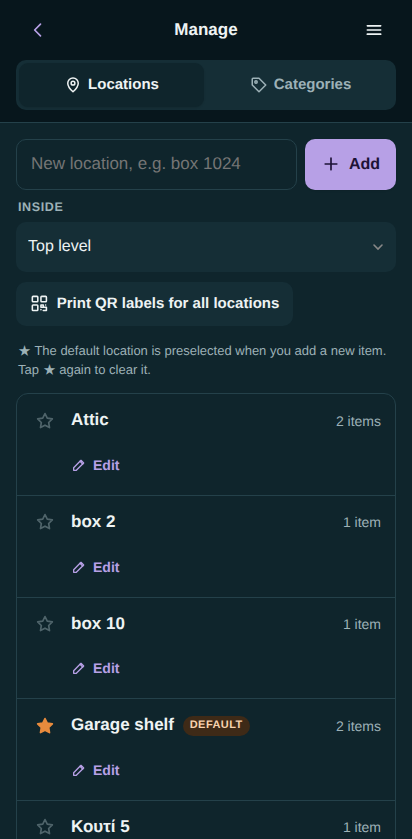 Manage
Locations
Categories
New location, e.g. box 1024
Add
INSIDE
Top level
Print QR labels for all locations
★ The default location is preselected when you add a new item.
Tap ★ again to clear it.
Attic
2 items
Edit
box 2
1 item
Edit
box 10
1 item
Edit
Garage shelf DEFAULT
2 items
Edit
Κουτί 5
1 item